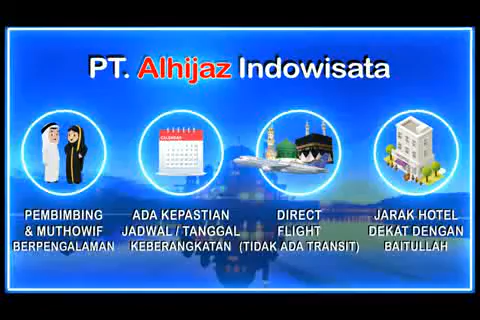 PT. Alhijaz Indowisata
CALENDAR
PEMBIMBING
& MUTHOWIF
BERPENGALAMAN
ADA KEPASTIAN
JADWAL / TANGGAL
KEBERANGKATAN
DIRECT
FLIGHT
(TIDAK ADA TRANSIT)
JARAK HOTEL
DEKAT DENGAN
BAITULLAH